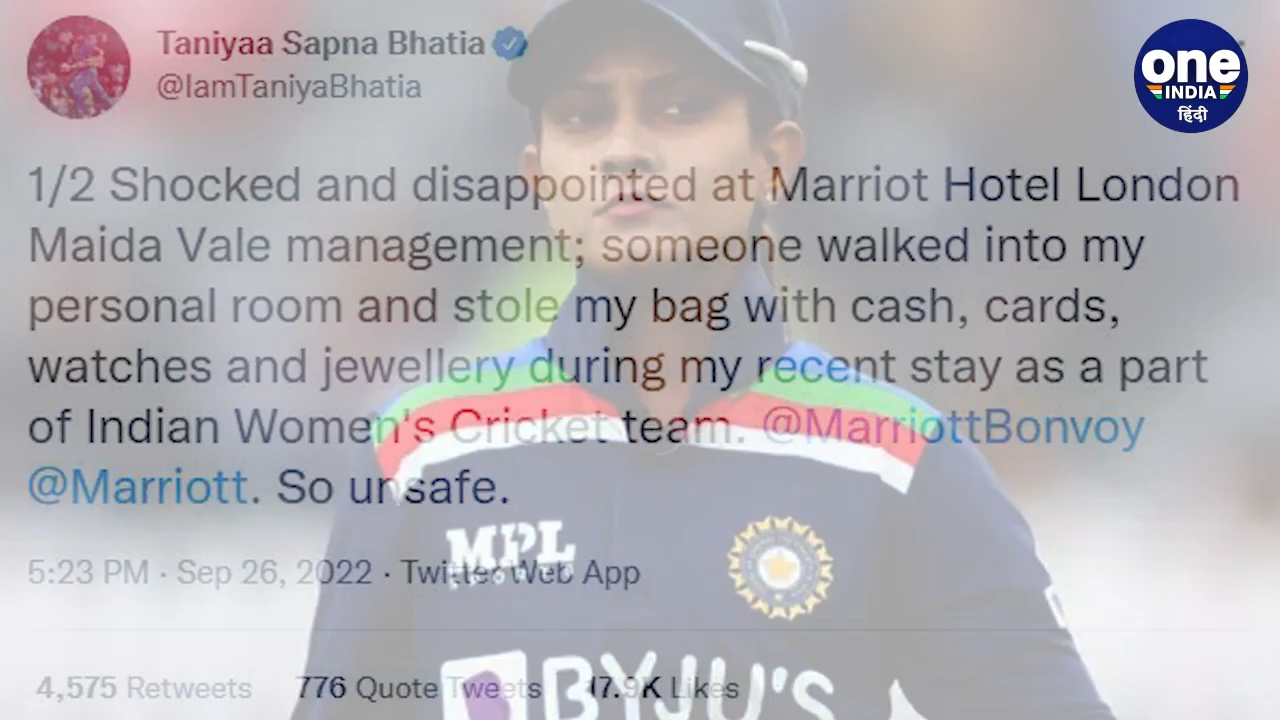 Taniyaa Sapna Bhatia
@IamTaniyaBhatia
one
INDIA
हिंदी
1/2 Shocked and disappointed at Marriot Hotel London
Maida Vale management; someone walked into my
personal room and stole my bag with cash, cards,
watches and jewellery during my recent stay as a part
of Indian Women's Cricket team. @MarriottBonvoy
@Marriott. So unsafe.
MPL
5:23 PM · Sep 26, 2022 · Twitter Web App
4,575 Retweets 776 Quote Tweets 17.9K Likes
BYJU'S